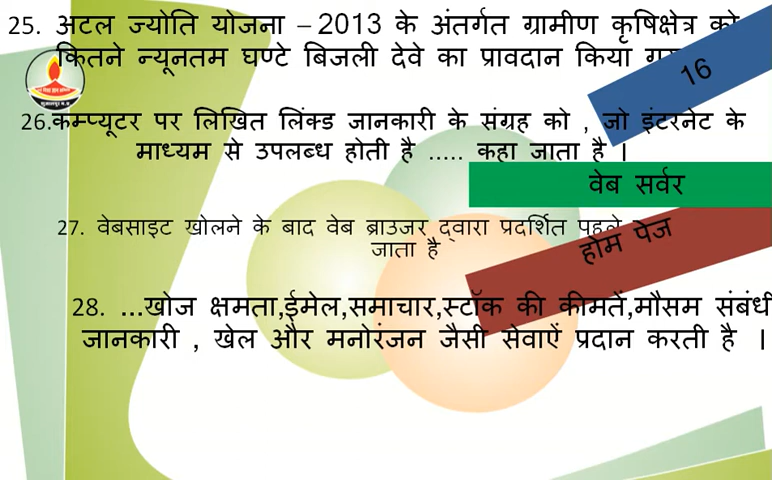 25. अटल ज्योति योजना – 2013 के अंतर्गत ग्रामीण कृषिक्षेत्र को
कितने न्यूनतम घण्टे बिजली देवे का प्रावदान किया
16
26.कम्प्यूटर पर लिखित लिंक्ड जानकारी के संग्रह को , जो इंटरनेट के
माध्यम से उपलब्ध होती है ..... कहा जाता है |
वेब सर्वर
27. वेबसाइट खोलने के बाद वेब ब्राउजर द्वारा प्रदर्शित पहले
जाता है
होम पेज
28. ...खोज क्षमता,ईमेल,समाचार,स्टॉक की कीमतें,मौसम संबंधी
जानकारी , खेल और मनोरंजन जैसी सेवाऐं प्रदान करती है |